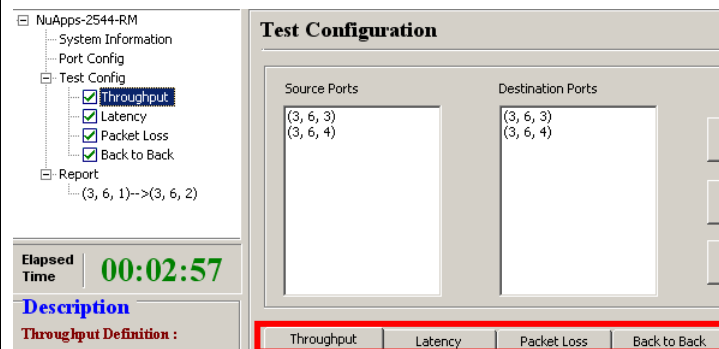 NuApps-2544-RM
System Information
Port Config
Test Config
Throughput
Latency
Packet Loss
Back to Back
Report
(3, 6, 1)-->(3, 6, 2)
Elapsed
Time
00:02:57
Description
Throughput Definition :
Test Configuration
Source Ports
(3, 6, 3)
(3, 6, 4)
Destination Ports
(3, 6, 3)
(3, 6, 4)
Throughput
Latency
Packet Loss
Back to Back